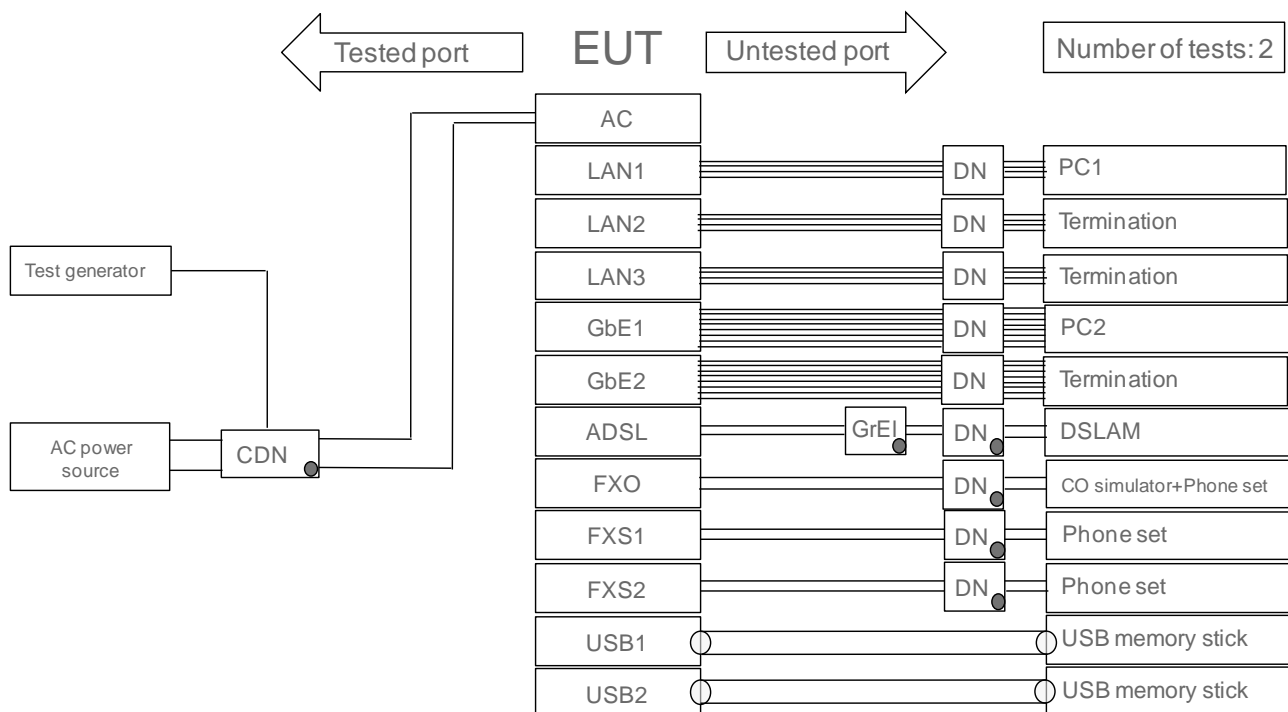 Tested port
EUT
Untested port
Number of tests: 2
AC
LAN1
DN
PC1
LAN2
DN
Termination
Test generator
LAN3
DN
Termination
GbE1
DN
PC2
GbE2
DN
Termination
AC power
source
CDN
ADSL
GrEI
DN
DSLAM
FXO
DN
CO simulator+Phone set
FXS1
DN
Phone set
FXS2
DN
Phone set
USB1
USB memory stick
USB2
USB memory stick